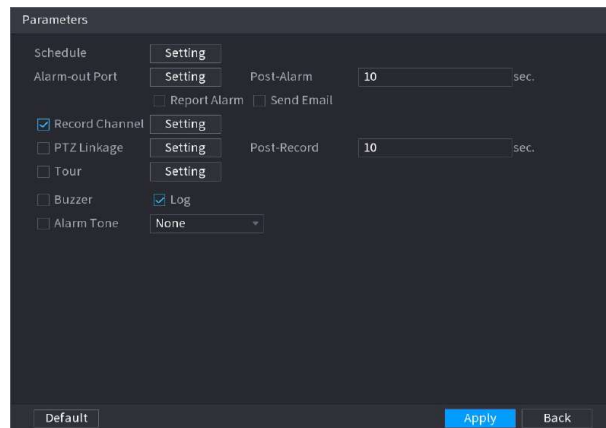 Parameters
Schedule Setting
Alarm-out Port Setting Post-Alarm 10 sec.
Report Alarm Send Email
Record Channel Setting
PTZ Linkage Setting Post-Record 10 sec.
Tour Setting
Buzzer Log
Alarm Tone None
Default Apply Back